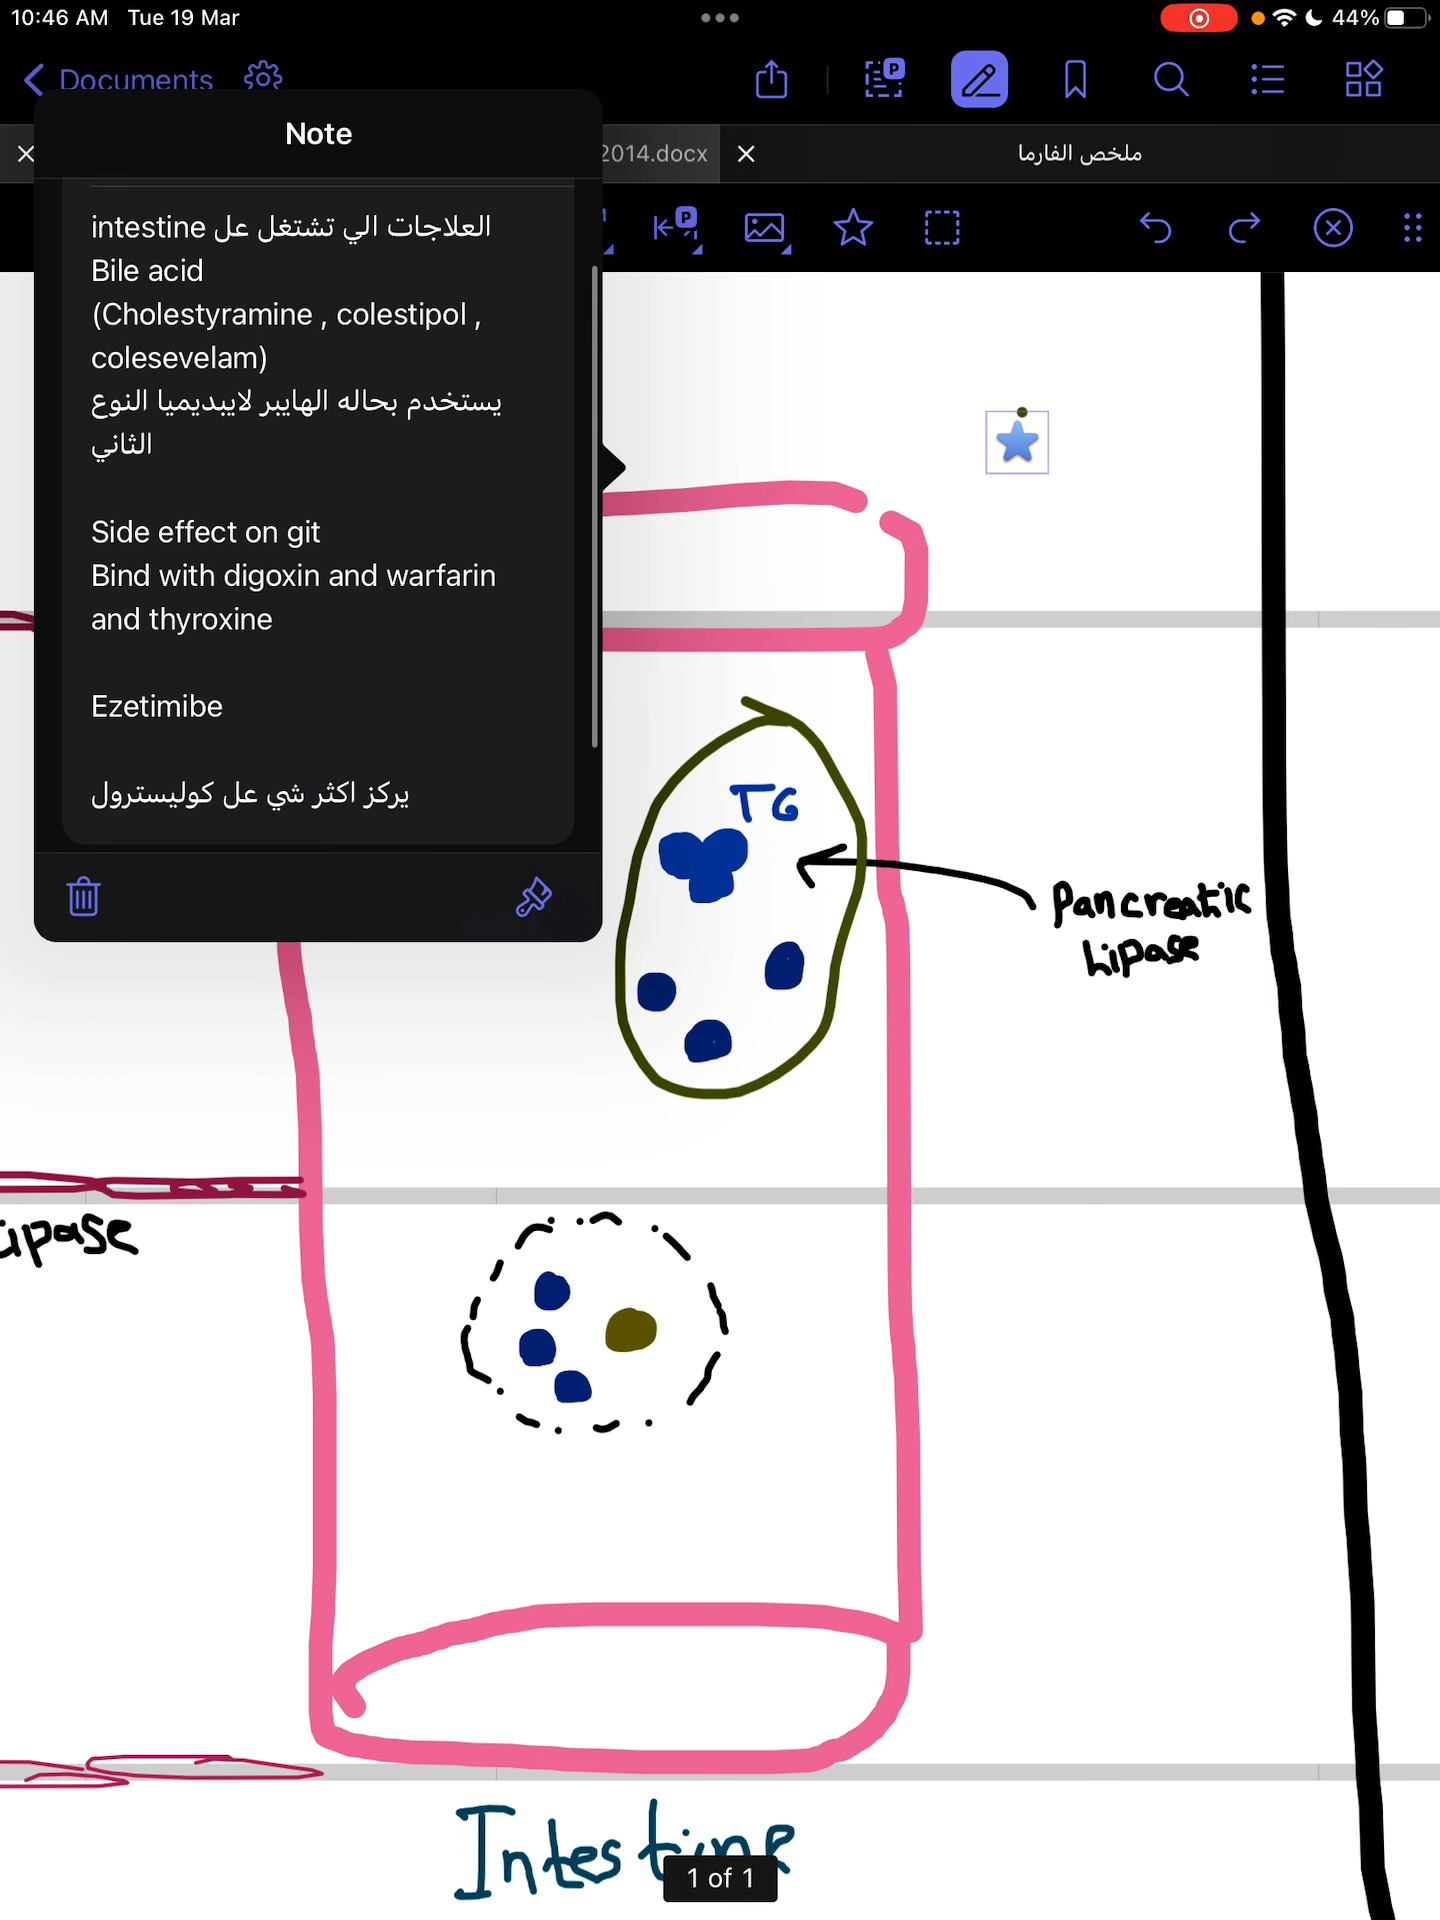 10:46 AM Tue 19 Mar
44%
Documents
Note
2014.docx
ملخص الفارما
العلاجات الي تشتغل عل intestine
Bile acid
(Cholestyramine , colestipol ,
colesevelam)
يستخدم بحاله الهايبر لايبديميا النوع
الثاني
Side effect on git
Bind with digoxin and warfarin
and thyroxine
Ezetimibe
يركز اكثر شي عل كوليسترول
TG
Pancreatic
Lipase
Lipase
Intestine
1 of 1